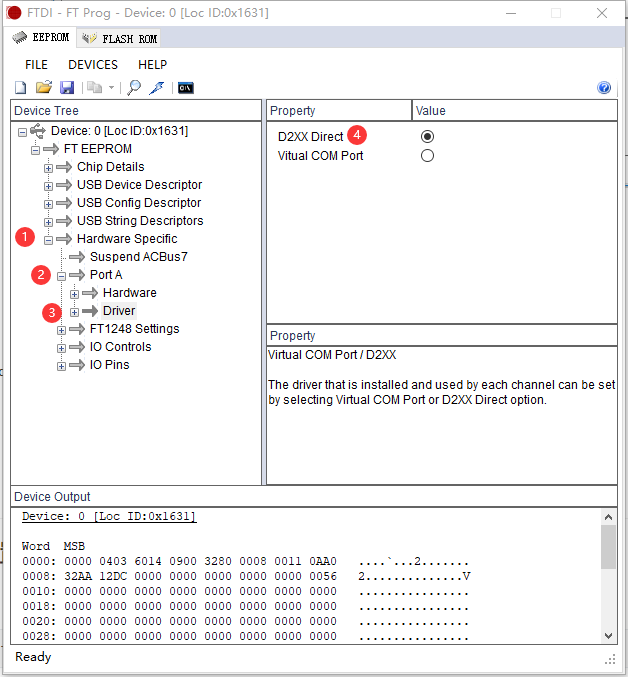 FTDI - FT Prog - Device: 0 [Loc ID:0x1631]
EEPROM
FLASH ROM
FILE DEVICES HELP
C:\
Device Tree
Device: 0 [Loc ID:0x1631]
FT EEPROM
Chip Details
USB Device Descriptor
USB Config Descriptor
USB String Descriptors
1 Hardware Specific
Suspend ACBus7
2 Port A
Hardware
3 Driver
FT1248 Settings
IO Controls
IO Pins
Property Value
D2XX Direct 4
Vitual COM Port
Property
Virtual COM Port / D2XX
The driver that is installed and used by each channel can be set
by selecting Virtual COM Port or D2XX Direct option.
Device Output
Device: 0 [Loc ID:0x1631]
Word MSB
0000: 0000 0403 6014 0900 3280 0008 0011 0AA0 ....`...2.......
0008: 32AA 12DC 0000 0000 0000 0000 0000 0056 2..............V
0010: 0000 0000 0000 0000 0000 0000 0000 0000 ................
0018: 0000 0000 0000 0000 0000 0000 0000 0000 ................
0020: 0000 0000 0000 0000 0000 0000 0000 0000 ................
0028: 0000 0000 0000 0000 0000 0000 0000 0000 ................
Ready